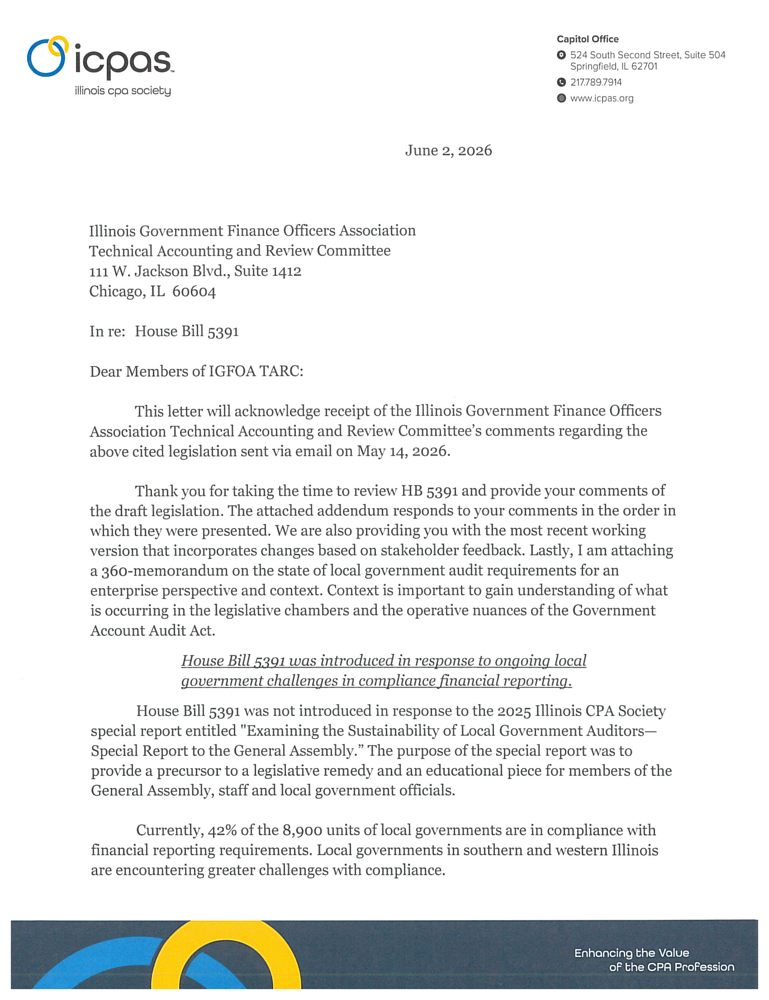 icpas™
illinois cpa society
Capitol Office
524 South Second Street, Suite 504
Springfield, IL 62701
217.789.7914
www.icpas.org
June 2, 2026
Illinois Government Finance Officers Association
Technical Accounting and Review Committee
111 W. Jackson Blvd., Suite 1412
Chicago, IL  60604
In re:  House Bill 5391
Dear Members of IGFOA TARC:
This letter will acknowledge receipt of the Illinois Government Finance Officers
Association Technical Accounting and Review Committee’s comments regarding the
above cited legislation sent via email on May 14, 2026.
Thank you for taking the time to review HB 5391 and provide your comments of
the draft legislation. The attached addendum responds to your comments in the order in
which they were presented. We are also providing you with the most recent working
version that incorporates changes based on stakeholder feedback. Lastly, I am attaching
a 360-memorandum on the state of local government audit requirements for an
enterprise perspective and context. Context is important to gain understanding of what
is occurring in the legislative chambers and the operative nuances of the Government
Account Audit Act.
House Bill 5391 was introduced in response to ongoing local
government challenges in compliance financial reporting.
House Bill 5391 was not introduced in response to the 2025 Illinois CPA Society
special report entitled "Examining the Sustainability of Local Government Auditors—
Special Report to the General Assembly.” The purpose of the special report was to
provide a precursor to a legislative remedy and an educational piece for members of the
General Assembly, staff and local government officials.
Currently, 42% of the 8,900 units of local governments are in compliance with
financial reporting requirements. Local governments in southern and western Illinois
are encountering greater challenges with compliance.
Enhancing the Value
of the CPA Profession